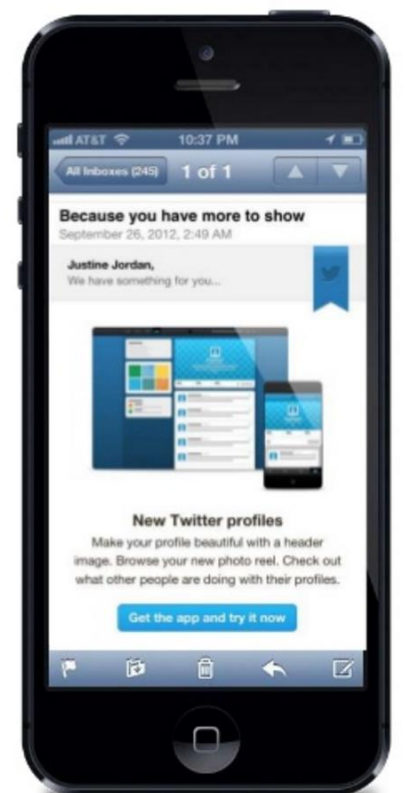 AT&T 10:37 PM
All Inboxes (245) 1 of 1
Because you have more to show
September 26, 2012, 2:49 AM
Justine Jordan,
We have something for you...
New Twitter profiles
Make your profile beautiful with a header
image. Browse your new photo reel. Check out
what other people are doing with their profiles.
Get the app and try it now